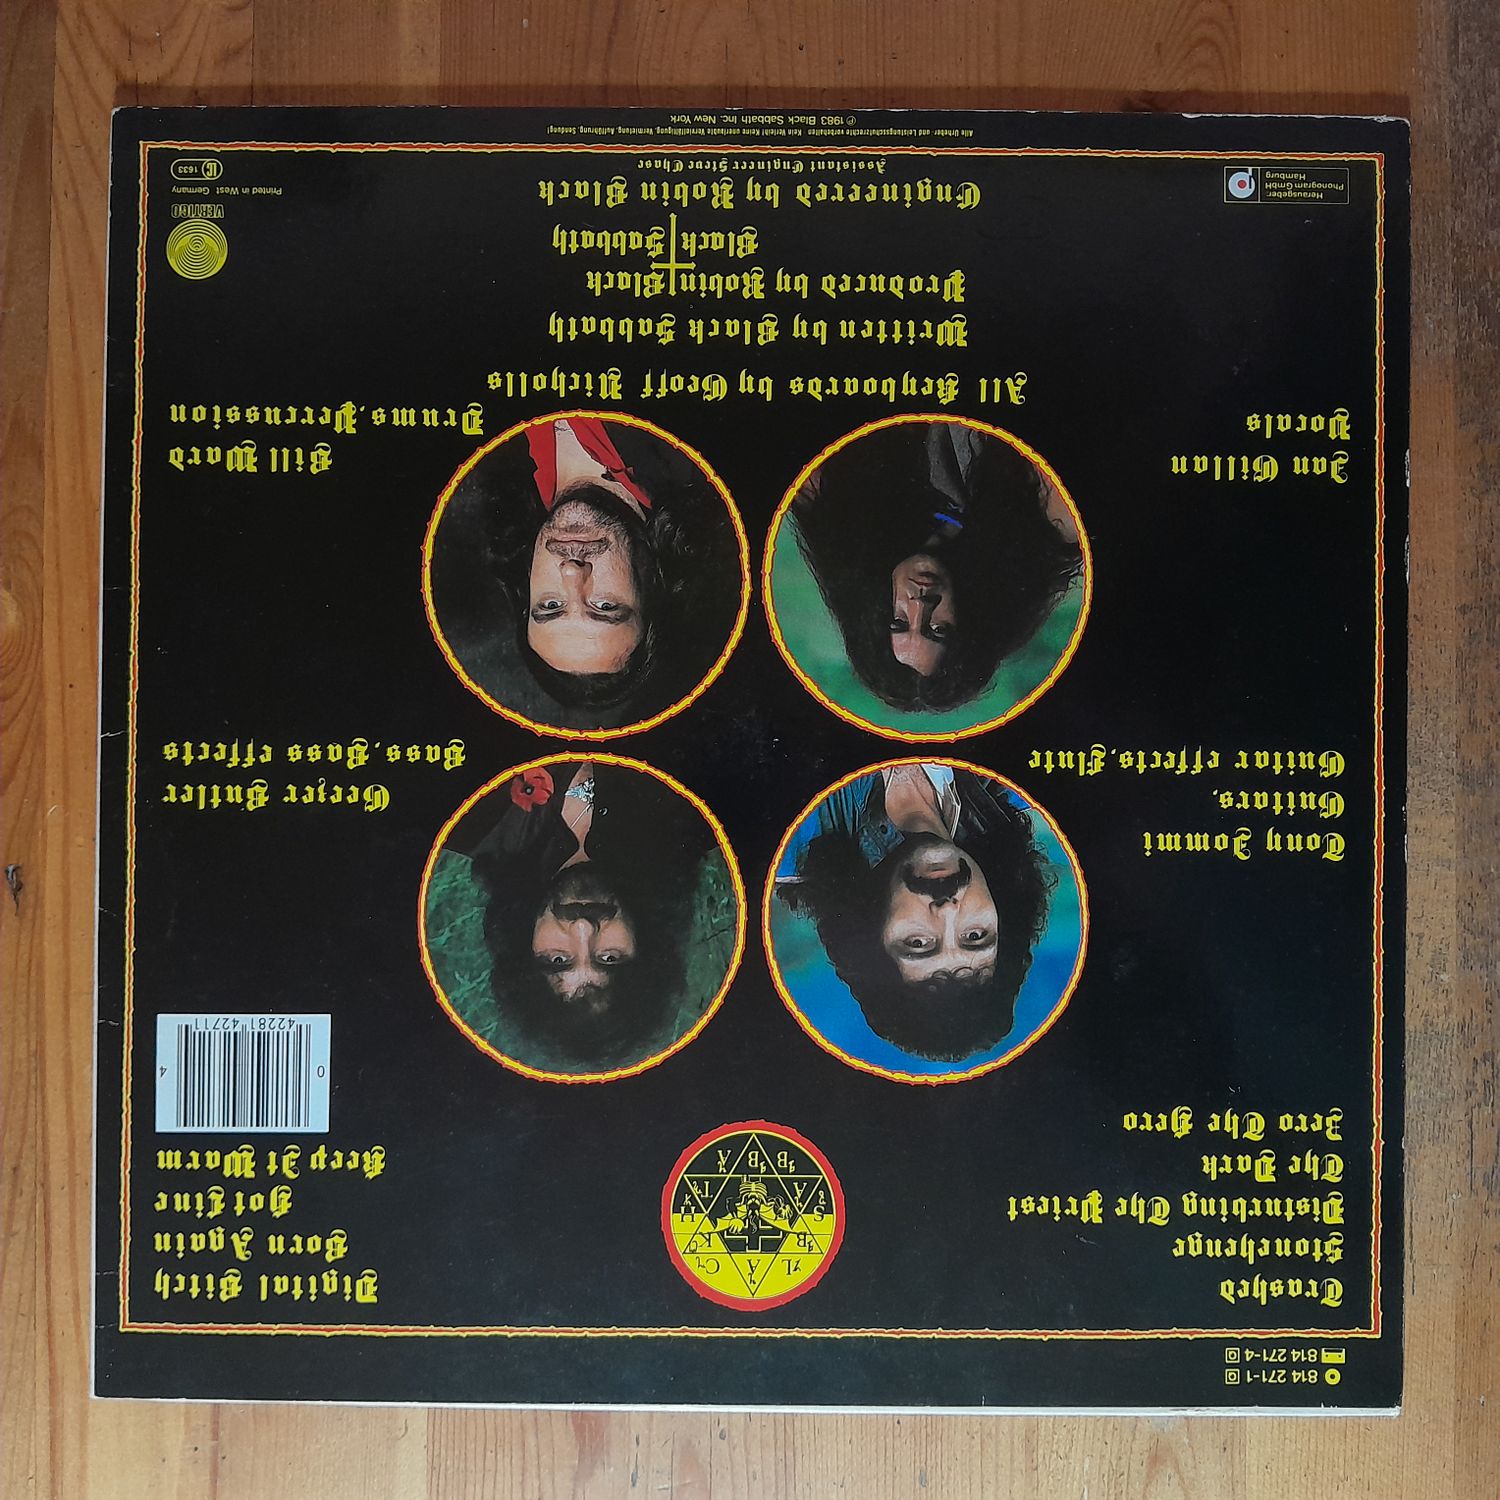 814 271-1 Q
814 271-4 Q
Trashed
Stonehenge
Disturbing The Priest
The Dark
Zero The Hero
B L A C K
S A B B A T H
Digital Bitch
Born Again
Hot Line
Keep It Warm
0 42281 42711 4
Tony Iommi
Guitars,
Guitar effects, Flute
Geezer Butler
Bass, Bass effects
Ian Gillan
Vocals
Bill Ward
Drums, Percussion
All Keyboards by Geoff Nicholls
Written by Black Sabbath
Produced by Robin Black
Black Sabbath
Engineered by Robin Black
Assistant Engineer Steve Chase
Herausgeber:
Phonogram GmbH
Hamburg
VERTIGO
Printed in West Germany
LC 1633
Alle Urheber- und Leistungsschutzrechte vorbehalten · Kein Verleih! Keine unerlaubte Vervielfältigung, Vermietung, Aufführung, Sendung!
℗ 1983 Black Sabbath Inc. New York